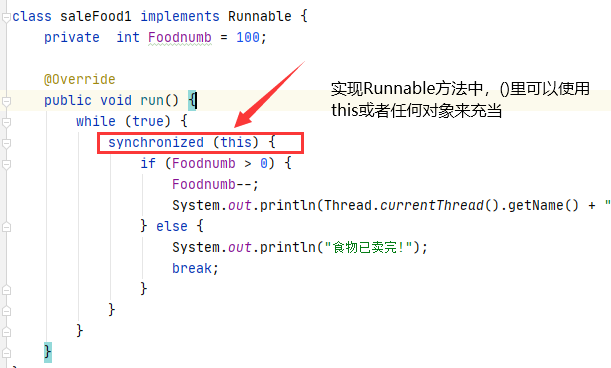 class saleFood1 implements Runnable {
private  int Foodnumb = 100;
@Override
public void run() {
实现Runnable方法中，()里可以使用
this或者任何对象来充当
while (true) {
synchronized (this) {
if (Foodnumb > 0) {
Foodnumb--;
System.out.println(Thread.currentThread().getName() + "
} else {
System.out.println("食物已卖完!");
break;
}
}
}
}